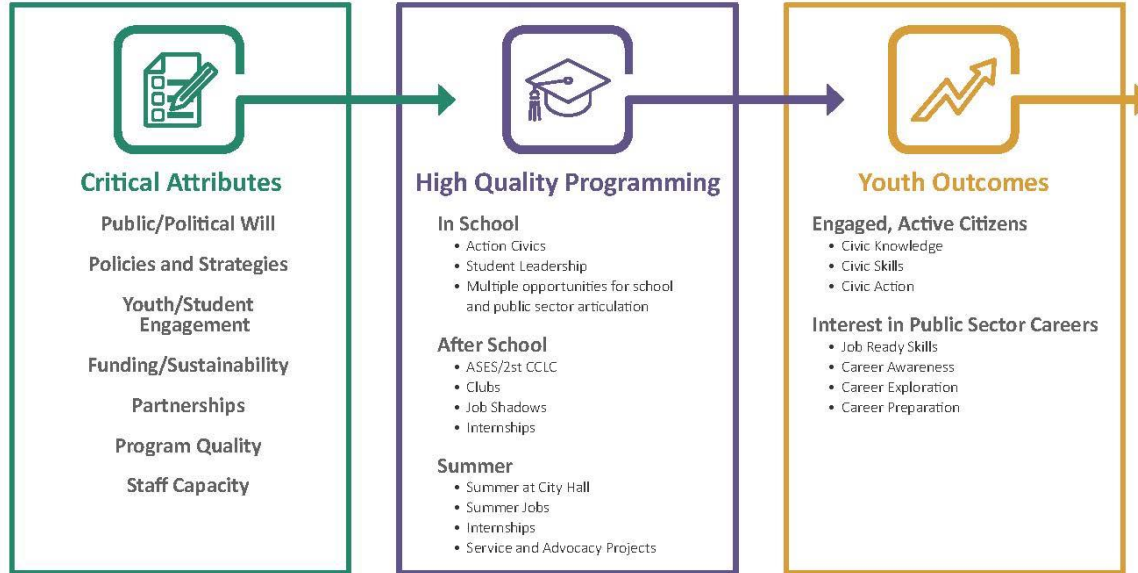 Critical Attributes
Public/Political Will
Policies and Strategies
Youth/Student
Engagement
Funding/Sustainability
Partnerships
Program Quality
Staff Capacity
High Quality Programming
In School
• Action Civics
• Student Leadership
• Multiple opportunities for school
and public sector articulation
After School
• ASES/2st CCLC
• Clubs
• Job Shadows
• Internships
Summer
• Summer at City Hall
• Summer Jobs
• Internships
• Service and Advocacy Projects
Youth Outcomes
Engaged, Active Citizens
• Civic Knowledge
• Civic Skills
• Civic Action
Interest in Public Sector Careers
• Job Ready Skills
• Career Awareness
• Career Exploration
• Career Preparation